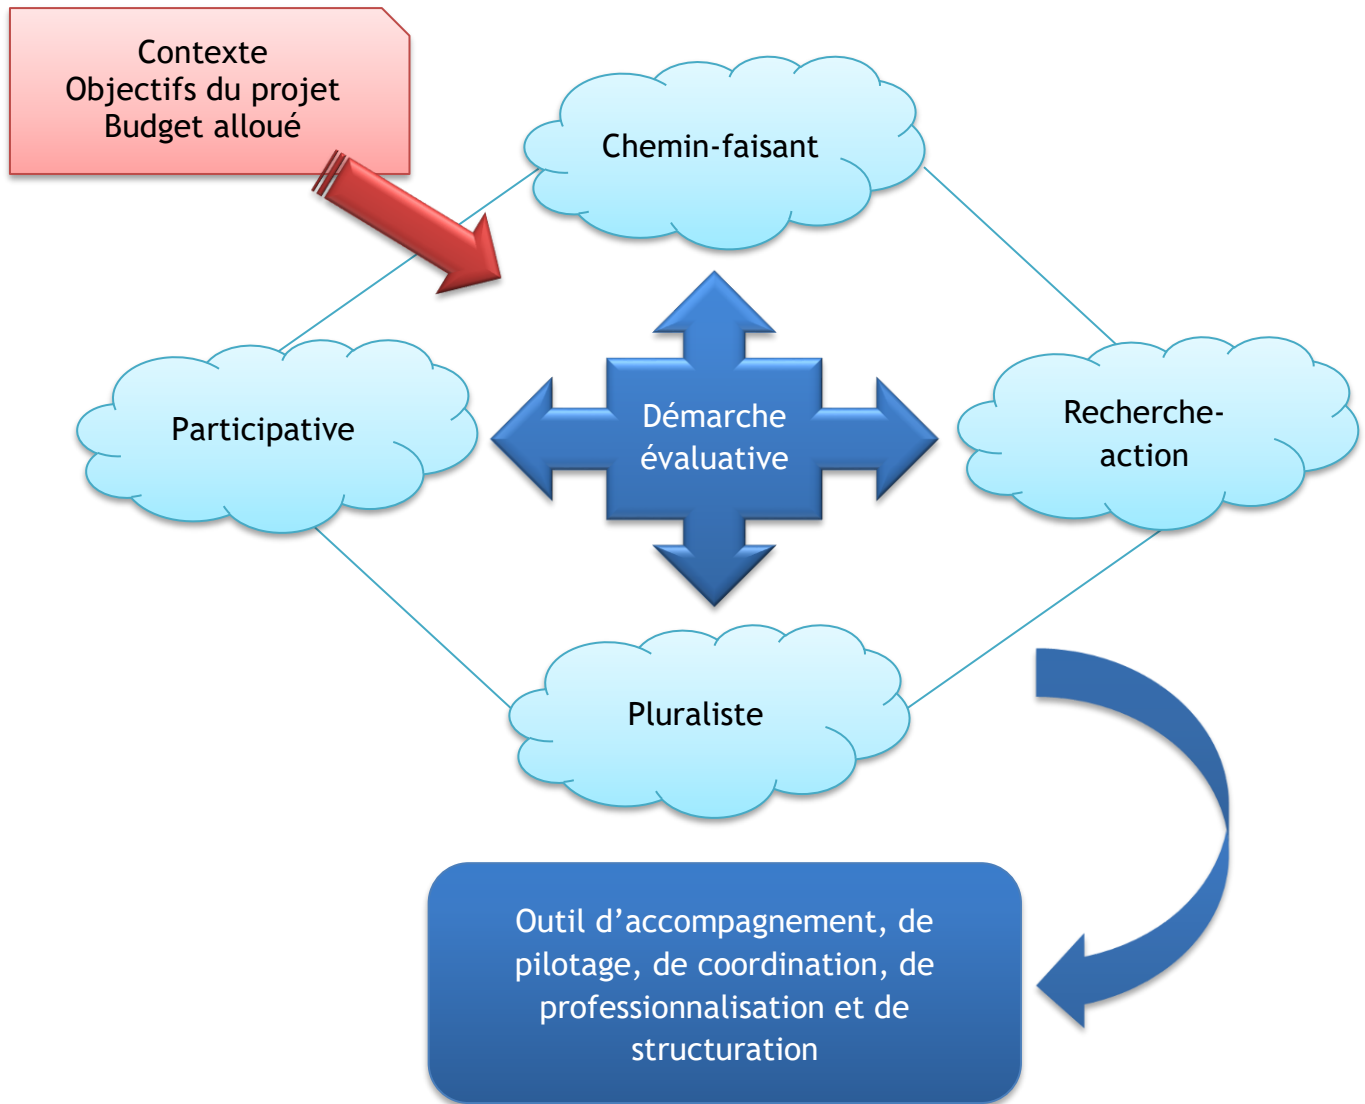 Contexte
Objectifs du projet
Budget alloué
Chemin-faisant
Participative
Démarche
évaluative
Recherche-
action
Pluraliste
Outil d’accompagnement, de
pilotage, de coordination, de
professionnalisation et de
structuration